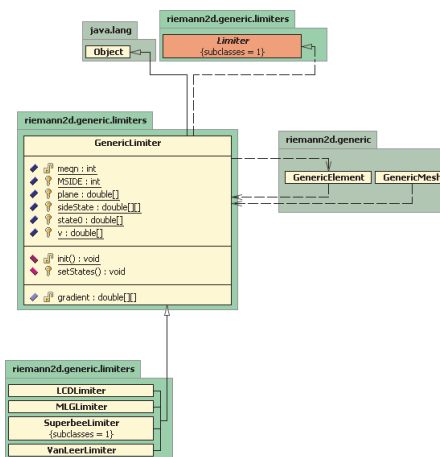 java.lang
Object
riemann2d.generic.limiters
Limiter
{subclasses = 1}
riemann2d.generic.limiters
GenericLimiter
meqn : int
MSIDE : int
plane : double[]
sideState : double[][]
state0 : double[]
v : double[]
init() : void
setStates() : void
gradient : double[][]
riemann2d.generic
GenericElement
GenericMesh
riemann2d.generic.limiters
LCDLimiter
MLGLimiter
SuperbeeLimiter
{subclasses = 1}
VanLeerLimiter